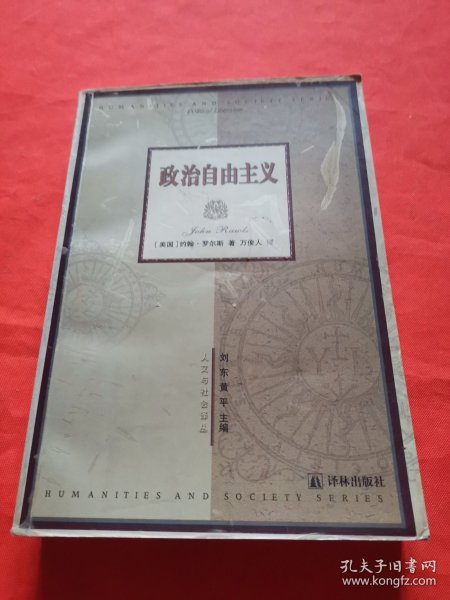 HUMANITIES AND SOCIETY SERIES
Political Liberalism
政治自由主义
John Rawls
[美国]约翰·罗尔斯 著 万俊人 译
刘东 黄平 主编
人文与社会译丛
译林出版社
HUMANITIES AND SOCIETY SERIES
孔夫子旧书网
www.kongfz.com